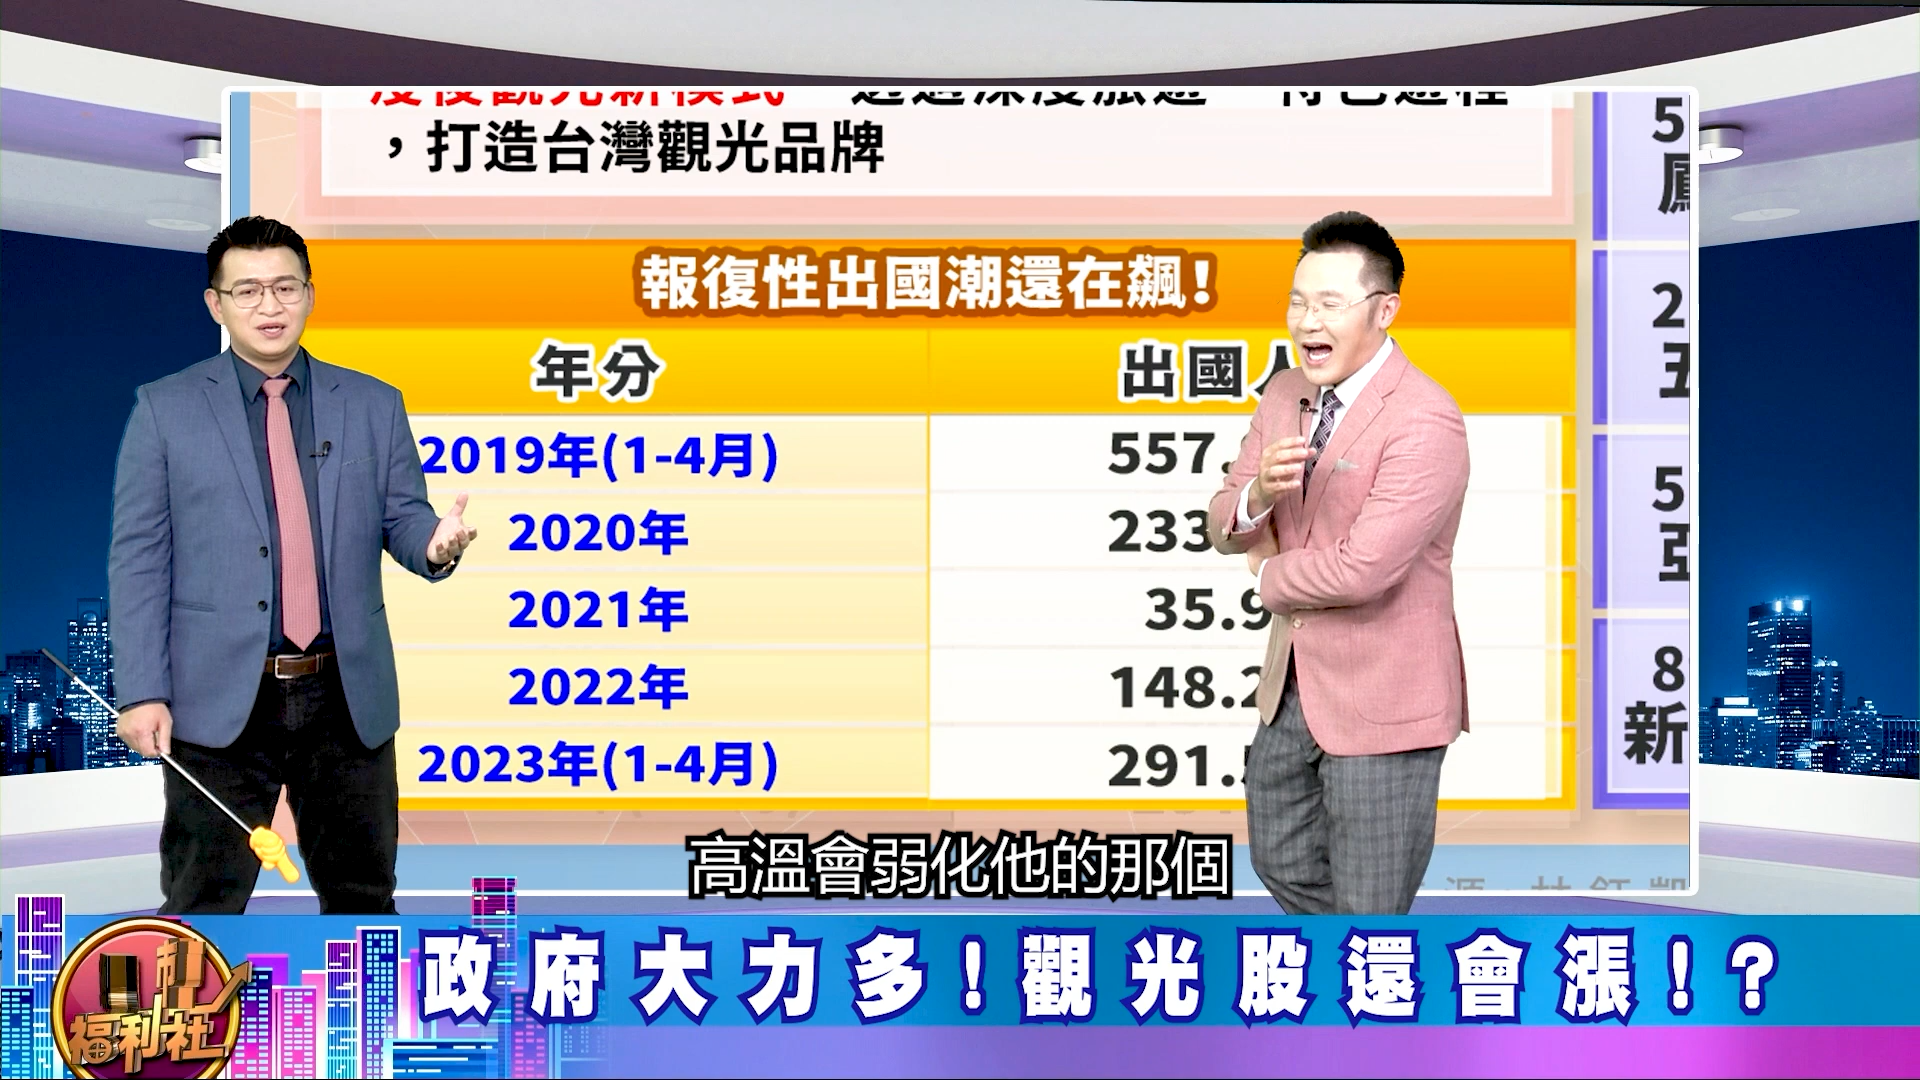 ，打造台灣觀光品牌
報復性出國潮還在飆！
年分
出國人
2019年(1-4月)
557.
2020年
233
2021年
35.9
2022年
148.2
2023年(1-4月)
291.5
5
鳳
2
五
5
亞
8
新
高溫會弱化他的那個
政府大力多！觀光股還會漲！？
福利社